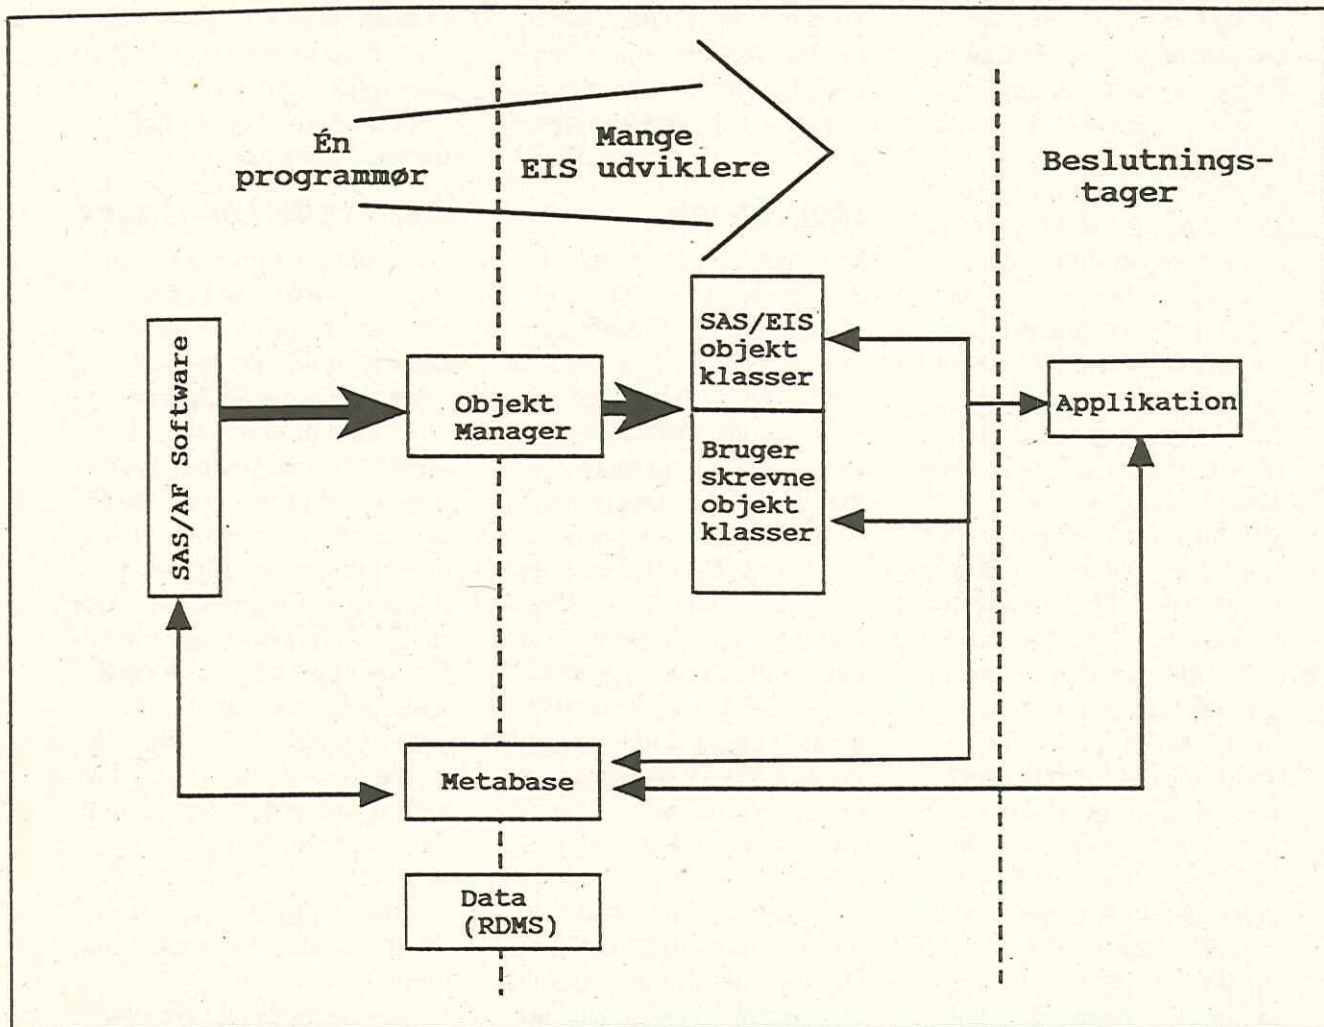 Én
programmør
Mange
EIS udviklere
Beslutnings-
tager
SAS/AF Software
Objekt
Manager
SAS/EIS
objekt
klasser
Bruger
skrevne
objekt
klasser
Applikation
Metabase
Data
(RDMS)